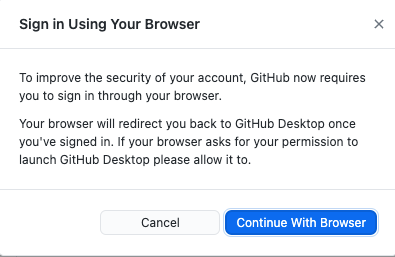 Sign in Using Your Browser
To improve the security of your account, GitHub now requires
you to sign in through your browser.
Your browser will redirect you back to GitHub Desktop once
you've signed in. If your browser asks for your permission to
launch GitHub Desktop please allow it to.
Cancel
Continue With Browser